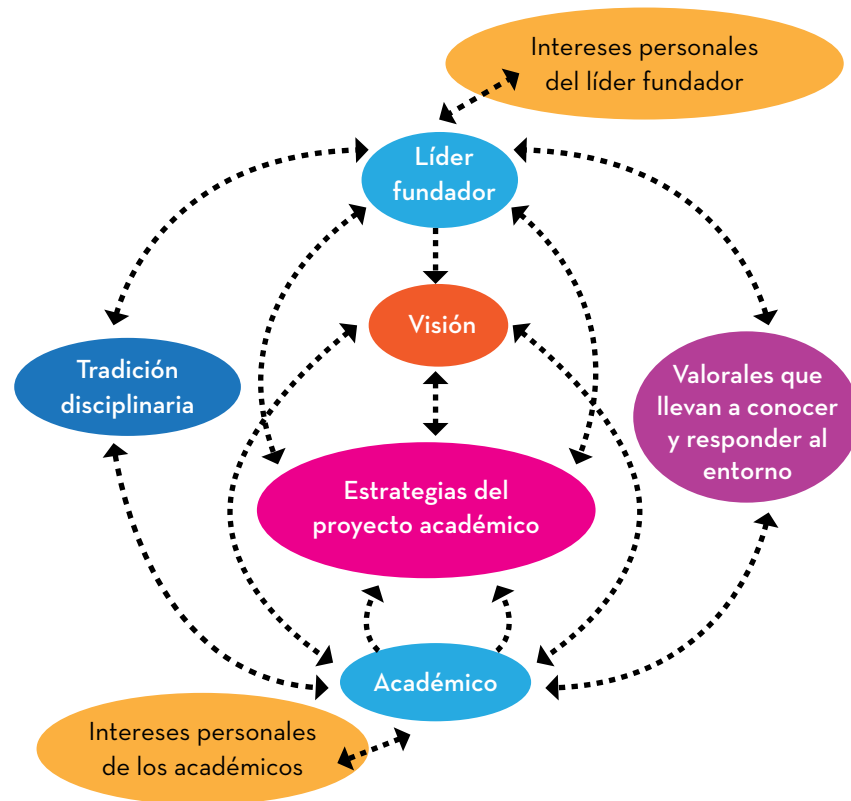 Intereses personales
del líder fundador
Líder
fundador
Visión
Tradición
disciplinaria
Valorales que
llevan a conocer
y responder al
entorno
Estrategias del
proyecto académico
Académico
Intereses personales
de los académicos